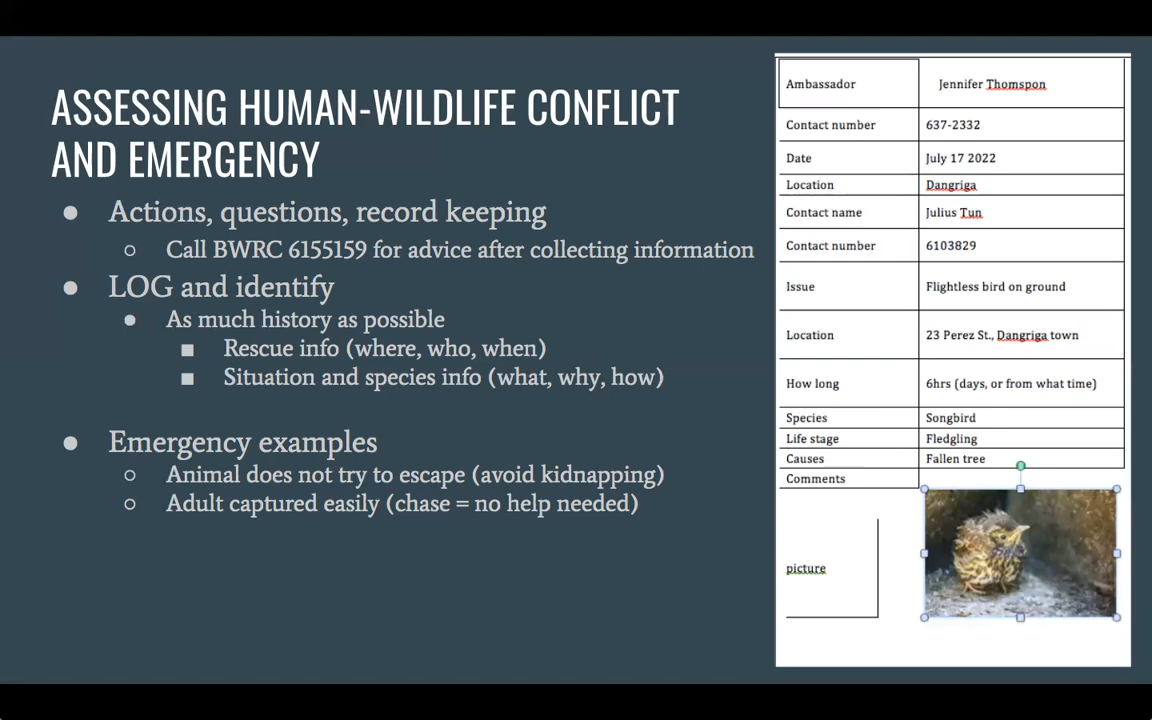 ASSESSING HUMAN-WILDLIFE CONFLICT
AND EMERGENCY
● Actions, questions, record keeping
○ Call BWRC 6155159 for advice after collecting information
● LOG and identify
● As much history as possible
■ Rescue info (where, who, when)
■ Situation and species info (what, why, how)
● Emergency examples
○ Animal does not try to escape (avoid kidnapping)
○ Adult captured easily (chase = no help needed)
Ambassador Jennifer Thomspon
Contact number 637-2332
Date July 17 2022
Location Dangriga
Contact name Julius Tun
Contact number 6103829
Issue Flightless bird on ground
Location 23 Perez St., Dangriga town
How long 6hrs (days, or from what time)
Species Songbird
Life stage Fledgling
Causes Fallen tree
Comments
picture